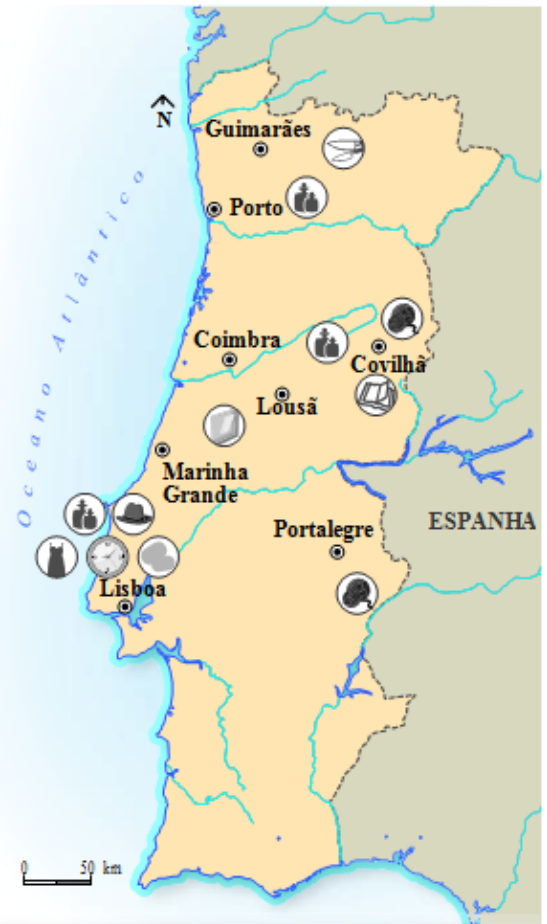 N
Guimarães
Porto
Oceano Atlântico
Coimbra
Covilhã
Lousã
Marinha
Grande
Portalegre
ESPANHA
Lisboa
0 50 km